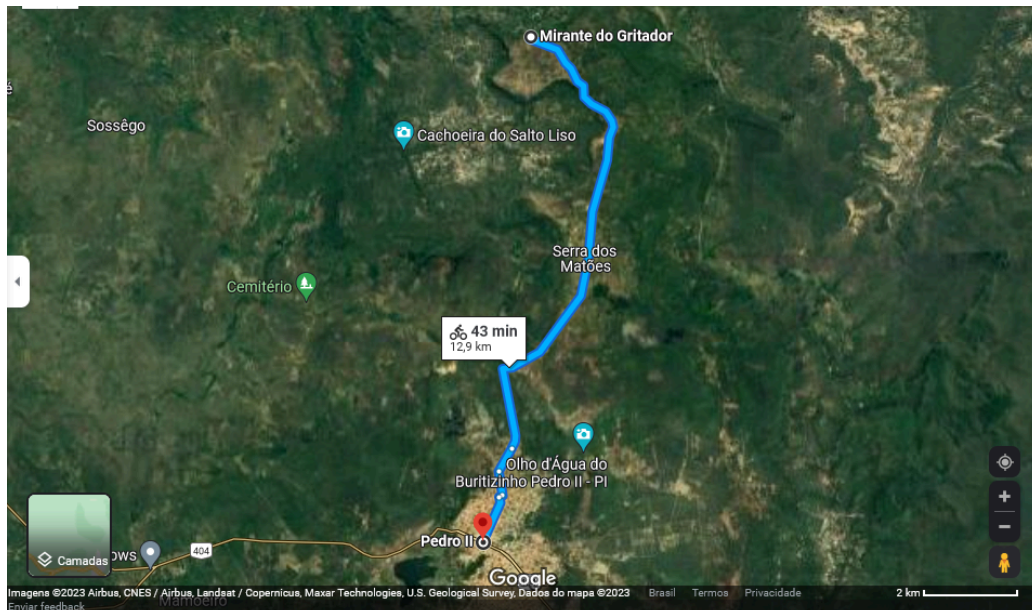 Mirante do Gritador
Sossêgo
Cachoeira do Salto Liso
Serra dos
Matões
Cemitério
43 min
12,9 km
Olho d'Água do
Buritizinho Pedro II - PI
Pedro II
404
Camadas
ows
Google
Mamoeiro
Imagens ©2023 Airbus, CNES / Airbus, Landsat / Copernicus, Maxar Technologies, U.S. Geological Survey, Dados do mapa ©2023 Brasil Termos Privacidade 2 km
Enviar feedback